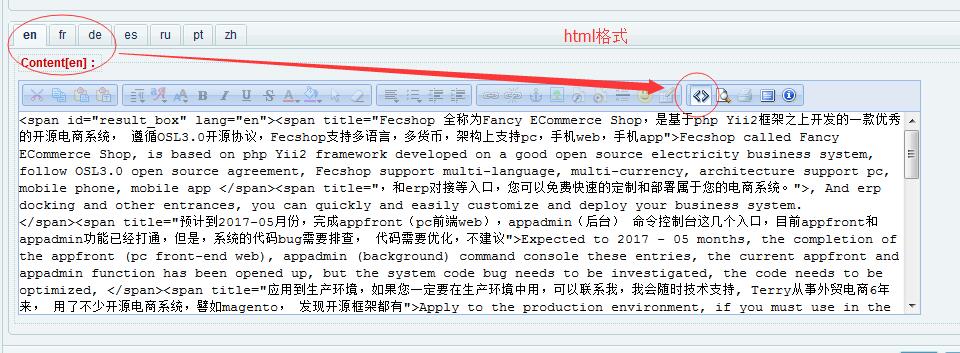 en fr de es ru pt zh
html格式
Content[en]：
<span id="result_box" lang="en"><span title="Fecshop 全称为Fancy ECommerce Shop，是基于php Yii2框架之上开发的一款优秀
的开源电商系统， 遵循OSL3.0开源协议，Fecshop支持多语言，多货币，架构上支持pc，手机web，手机app">Fecshop called Fancy
ECommerce Shop, is based on php Yii2 framework developed on a good open source electricity business system,
follow OSL3.0 open source agreement, Fecshop support multi-language, multi-currency, architecture support pc,
mobile phone, mobile app </span><span title="，和erp对接等入口，您可以免费快速的定制和部署属于您的电商系统。">, And erp
docking and other entrances, you can quickly and easily customize and deploy your business system.
</span><span title="预计到2017-05月份，完成appfront（pc前端web），appadmin（后台） 命令控制台这几个入口，目前appfront和
appadmin功能已经打通，但是，系统的代码bug需要排查， 代码需要优化，不建议">Expected to 2017 - 05 months, the completion of
the appfront (pc front-end web), appadmin (background) command console these entries, the current appfront and
appadmin function has been opened up, but the system code bug needs to be investigated, the code needs to be
optimized, </span><span title="应用到生产环境，如果您一定要在生产环境中用，可以联系我，我会随时技术支持, Terry从事外贸电商6年
来， 用了不少开源电商系统，譬如magento， 发现开源框架都有">Apply to the production environment, if you must use in the